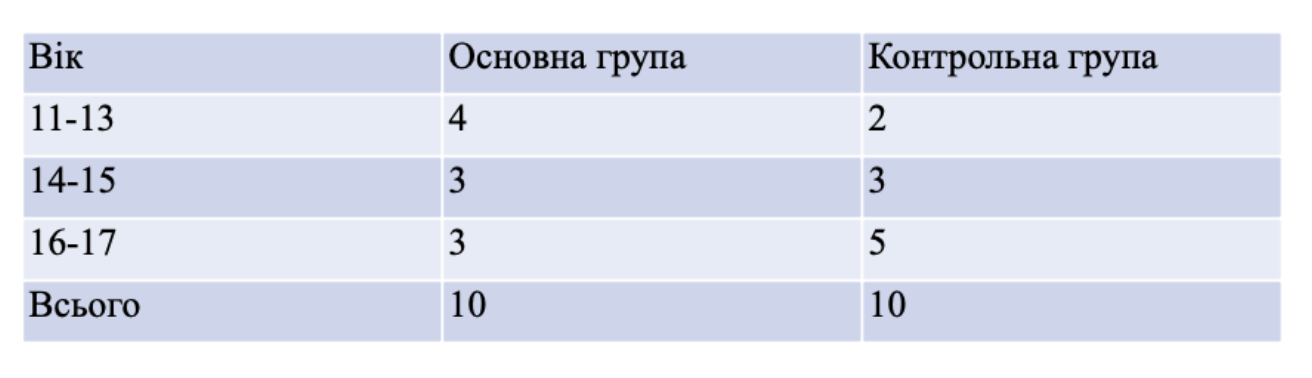 Вік Основна група Контрольна група
11-13 4 2
14-15 3 3
16-17 3 5
Всього 10 10